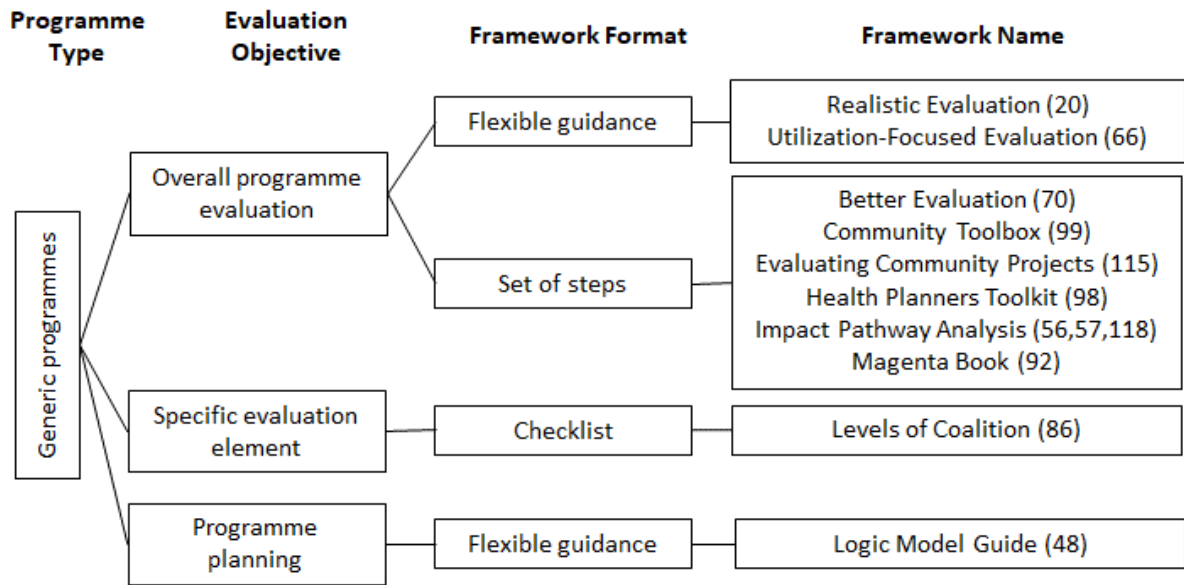 Programme
Type
Evaluation
Objective
Framework Format
Framework Name
Generic programmes
Overall programme
evaluation
Flexible guidance
Realistic Evaluation (20)
Utilization-Focused Evaluation (66)
Set of steps
Better Evaluation (70)
Community Toolbox (99)
Evaluating Community Projects (115)
Health Planners Toolkit (98)
Impact Pathway Analysis (56,57,118)
Magenta Book (92)
Specific evaluation
element
Checklist
Levels of Coalition (86)
Programme
planning
Flexible guidance
Logic Model Guide (48)